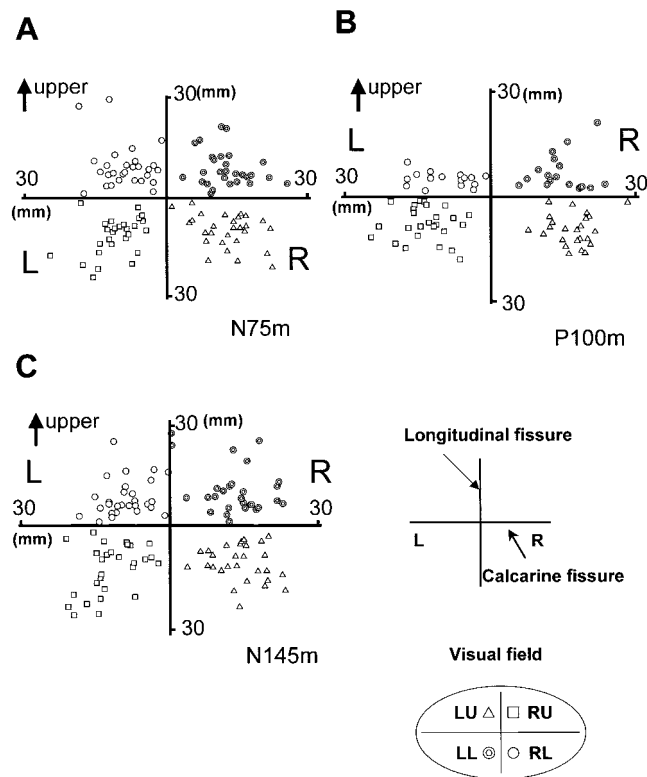 A
upper
30 (mm)
30
(mm)
30
L
R
30
N75m
B
upper
30 (mm)
L
R
30
(mm)
30
30
P100m
C
upper
30 (mm)
L
R
30
(mm)
30
30
N145m
Longitudinal fissure
L
R
Calcarine fissure
Visual field
LU RU
LL RL